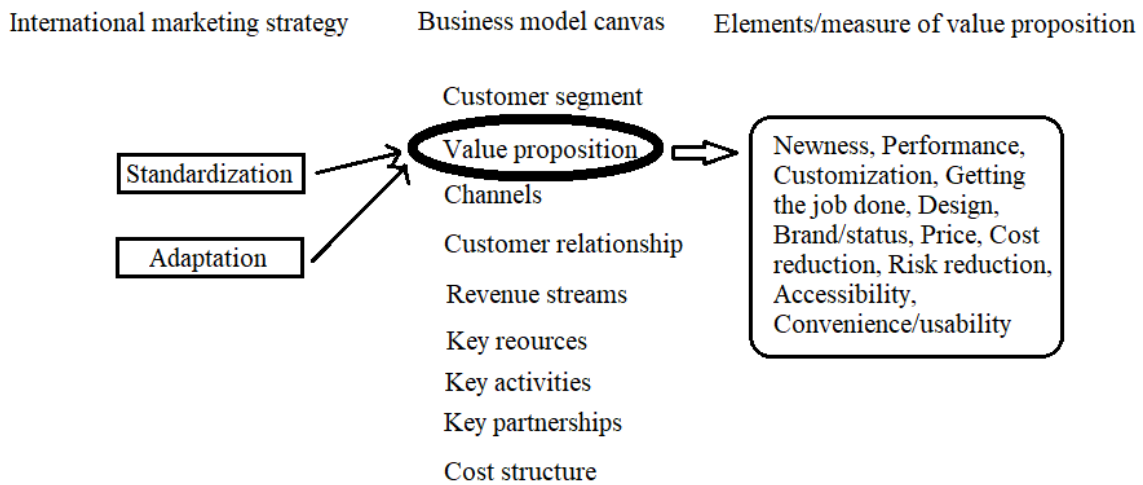 International marketing strategy
Business model canvas
Elements/measure of value proposition
Standardization
Adaptation
Customer segment
Value proposition
Channels
Customer relationship
Revenue streams
Key reources
Key activities
Key partnerships
Cost structure
Newness, Performance,
Customization, Getting
the job done, Design,
Brand/status, Price, Cost
reduction, Risk reduction,
Accessibility,
Convenience/usability